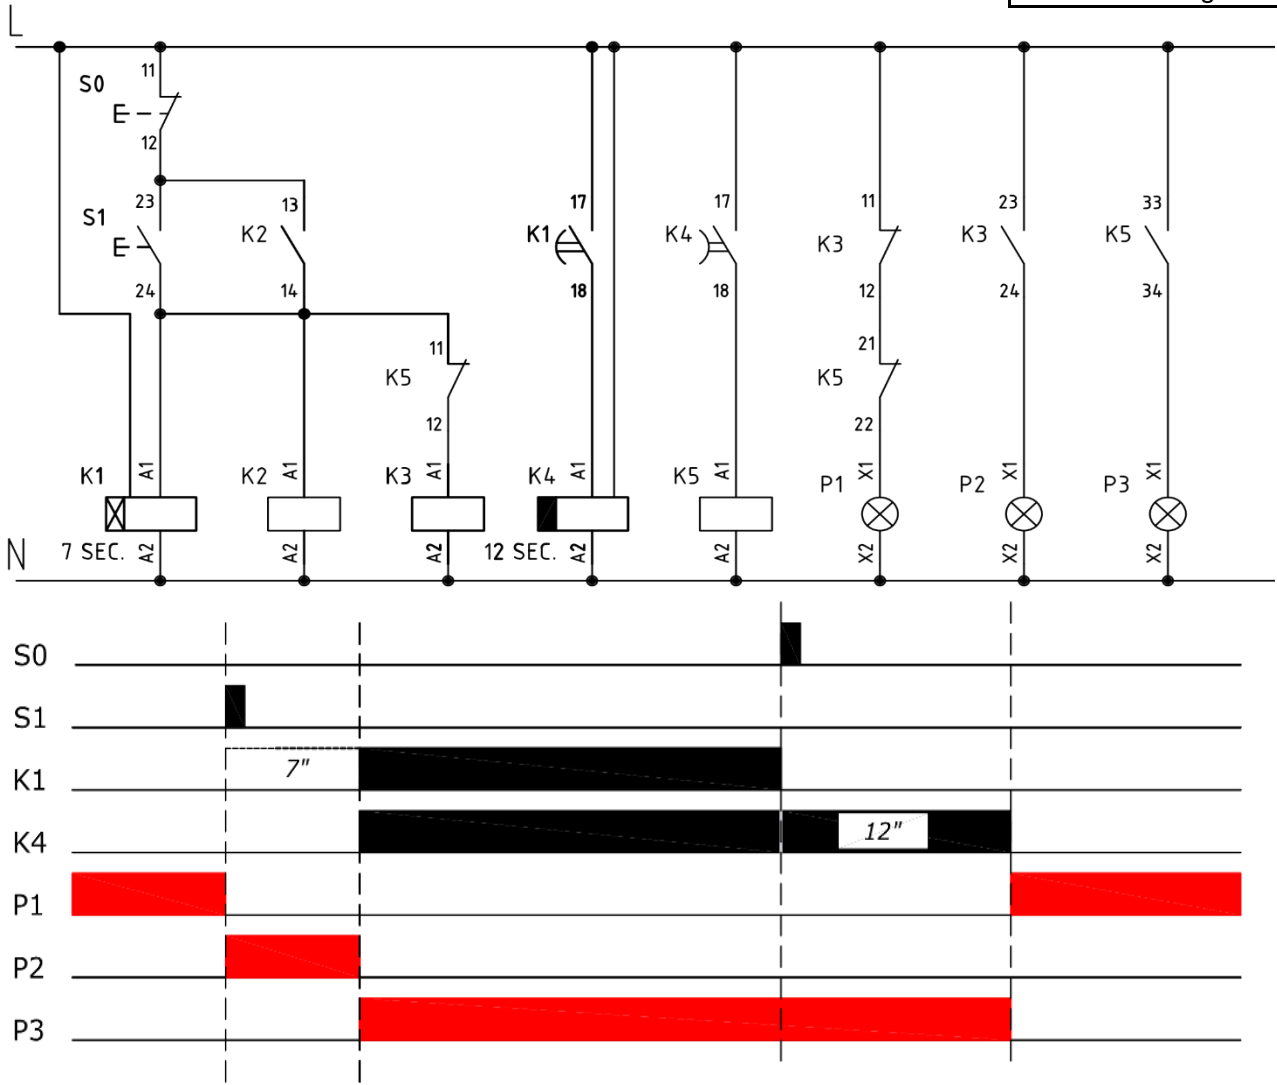 L
11
S0
E
12
23 13 17 17 11 23 33
S1 K2 K1 K4 K3 K3 K5
E
24 14 18 18 12 24 34
11 21
K5 K5
12 22
K1 A1 K2 A1 K3 A1 K4 A1 K5 A1 P1 X1 P2 X1 P3 X1
N 7 SEC. A2 A2 A2 12 SEC. A2 A2 X2 X2 X2
S0
S1
K1 7"
K4 12"
P1
P2
P3